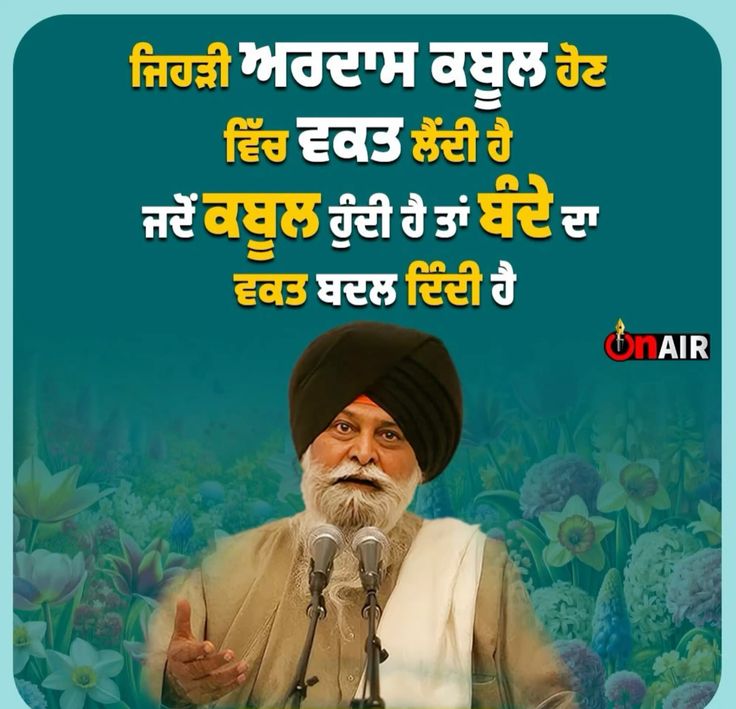 ਜਿਹੜੀ ਅਰਦਾਸ ਕਬੂਲ ਹੋਣ
ਵਿੱਚ ਵਕਤ ਲੈਂਦੀ ਹੈ
ਜਦੋਂ ਕਬੂਲ ਹੁੰਦੀ ਹੈ ਤਾਂ ਬੰਦੇ ਦਾ
ਵਕਤ ਬਦਲ ਦਿੰਦੀ ਹੈ
OnAIR